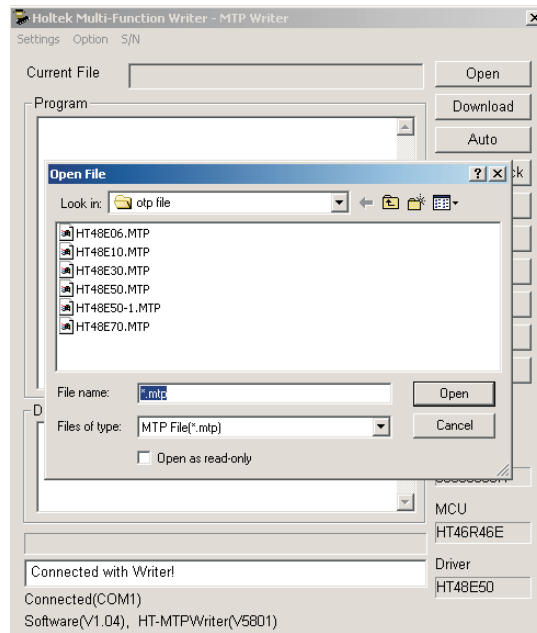 Holtek Multi-Function Writer - MTP Writer
Settings Option S/N
Current File
Open
Program
Download
Auto
Open File
Look in: otp file
HT48E06.MTP
HT48E10.MTP
HT48E30.MTP
HT48E50.MTP
HT48E50-1.MTP
HT48E70.MTP
File name: *.mtp
Open
Files of type: MTP File(*.mtp)
Cancel
Open as read-only
MCU
HT46R46E
Connected with Writer!
Driver
HT48E50
Connected(COM1)
Software(V1.04), HT-MTPWriter(V5801)